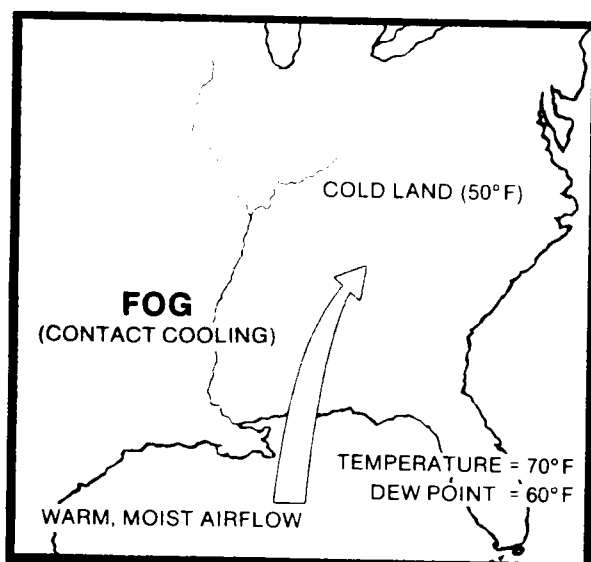 COLD LAND (50°F)
FOG
(CONTACT COOLING)
TEMPERATURE = 70°F
DEW POINT = 60°F
WARM, MOIST AIRFLOW